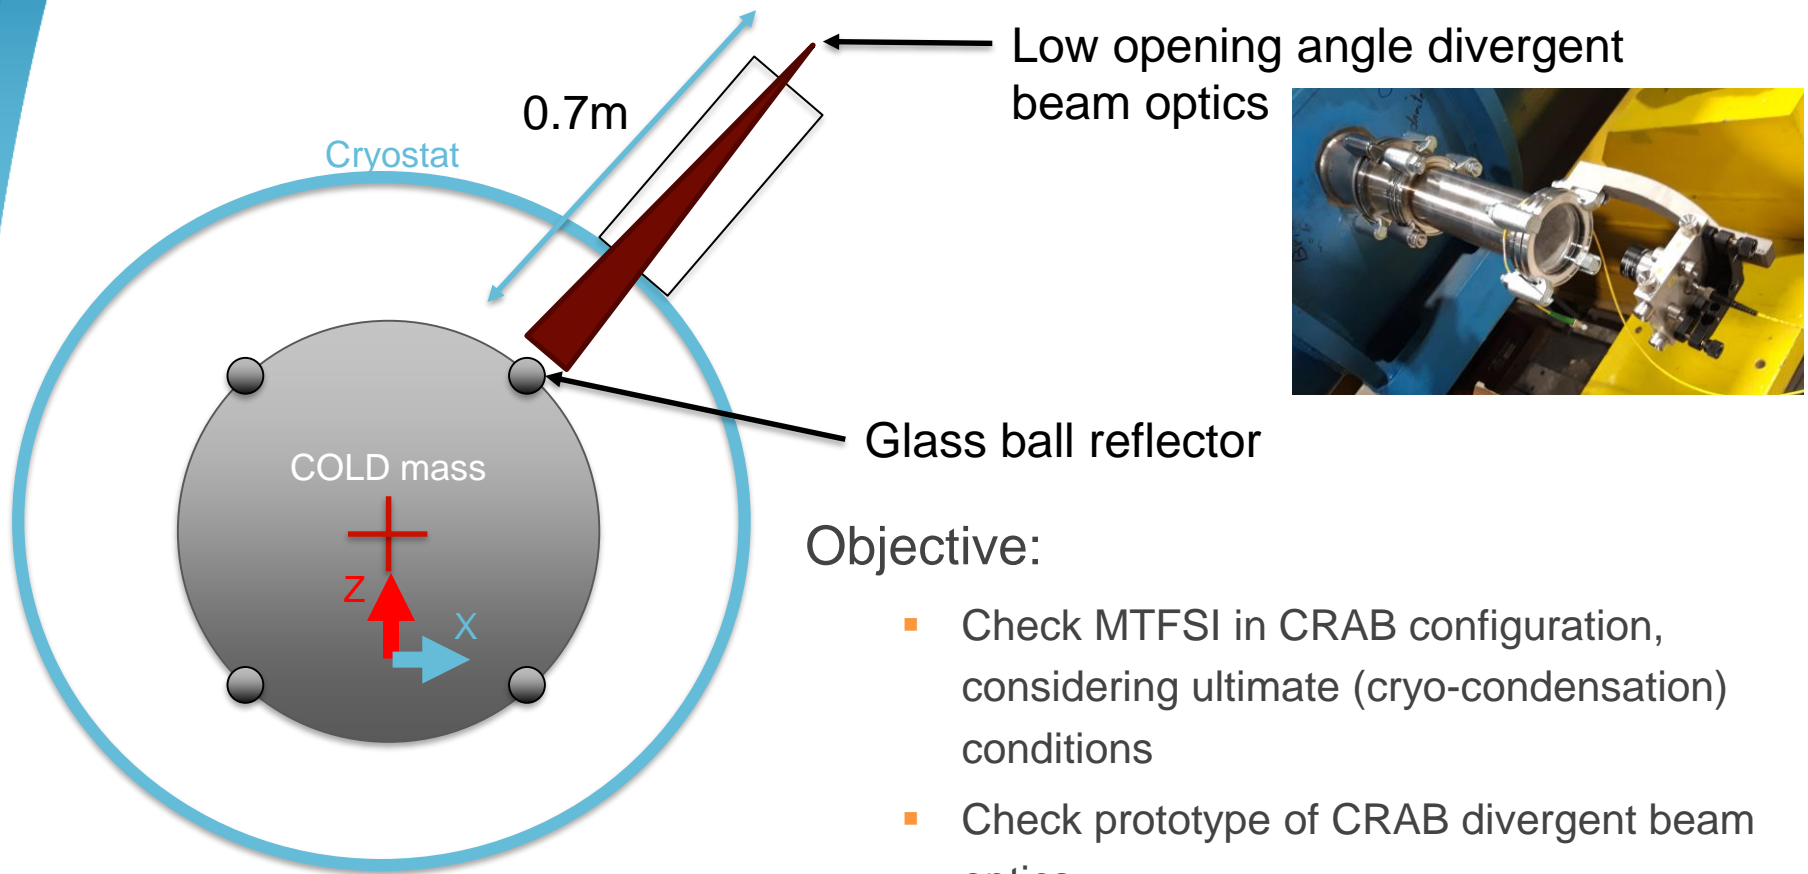 Low opening angle divergent
beam optics
0.7m
Cryostat
Glass ball reflector
COLD mass
Z
X
Objective:
Check MTFSI in CRAB configuration,
considering ultimate (cryo-condensation)
conditions
Check prototype of CRAB divergent beam